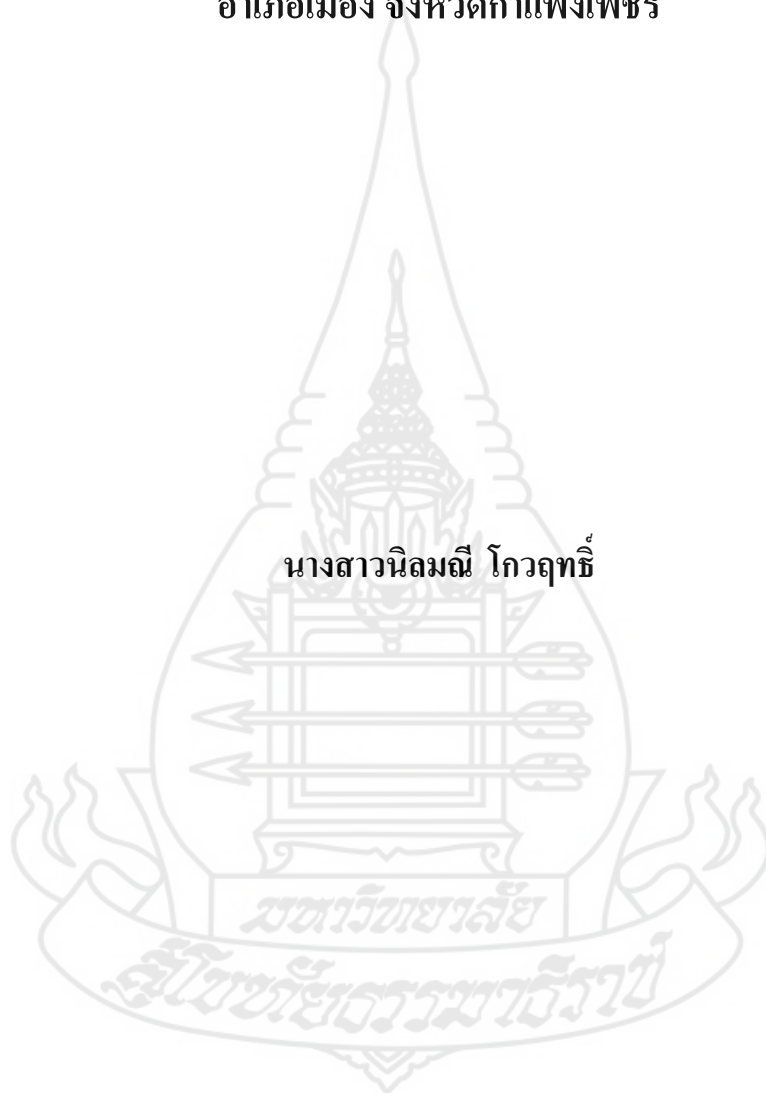 อำเภอเมือง จังหวัดกำแพงเพชร
นางสาวนิลมณี โกวฤทธิ์
มหาวิทยาลัย
สุโขทัยธรรมาธิราช